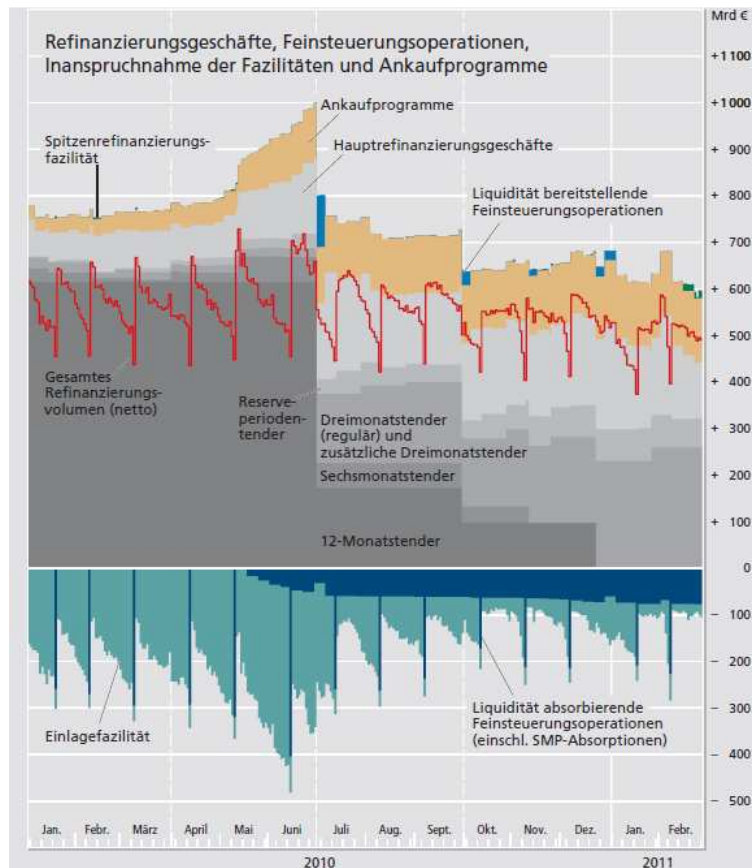 Mrd €
Refinanzierungsgeschäfte, Feinsteuerungsoperationen,
Inanspruchnahme der Fazilitäten und Ankaufprogramme
+1100
+1000
+ 900
+ 800
+ 700
+ 600
+ 500
+ 400
+ 300
+ 200
+ 100
0
− 100
− 200
− 300
− 400
− 500
Ankaufprogramme
Spitzenrefinanzierungs-
fazilität
Hauptrefinanzierungsgeschäfte
Liquidität bereitstellende
Feinsteuerungsoperationen
Gesamtes
Refinanzierungs-
volumen (netto)
Reserve-
perioden-
tender
Dreimonatstender
(regulär) und
zusätzliche Dreimonatstender
Sechsmonatstender
12-Monatstender
Einlagefazilität
Liquidität absorbierende
Feinsteuerungsoperationen
(einschl. SMP-Absorptionen)
Jan. Febr. März April Mai Juni Juli Aug. Sept. Okt. Nov. Dez. Jan. Febr.
2010 2011